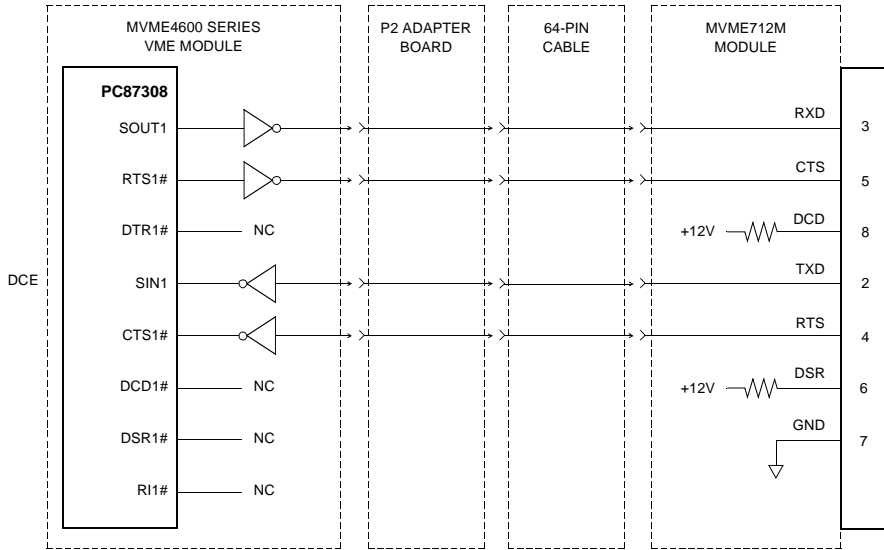 MVME4600 SERIES
VME MODULE
P2 ADAPTER
BOARD
64-PIN
CABLE
MVME712M
MODULE
PC87308
SOUT1
RXD
3
RTS1#
CTS
5
DTR1#
NC
+12V
DCD
8
DCE
SIN1
TXD
2
CTS1#
RTS
4
DCD1#
NC
+12V
DSR
6
DSR1#
NC
GND
7
RI1#
NC